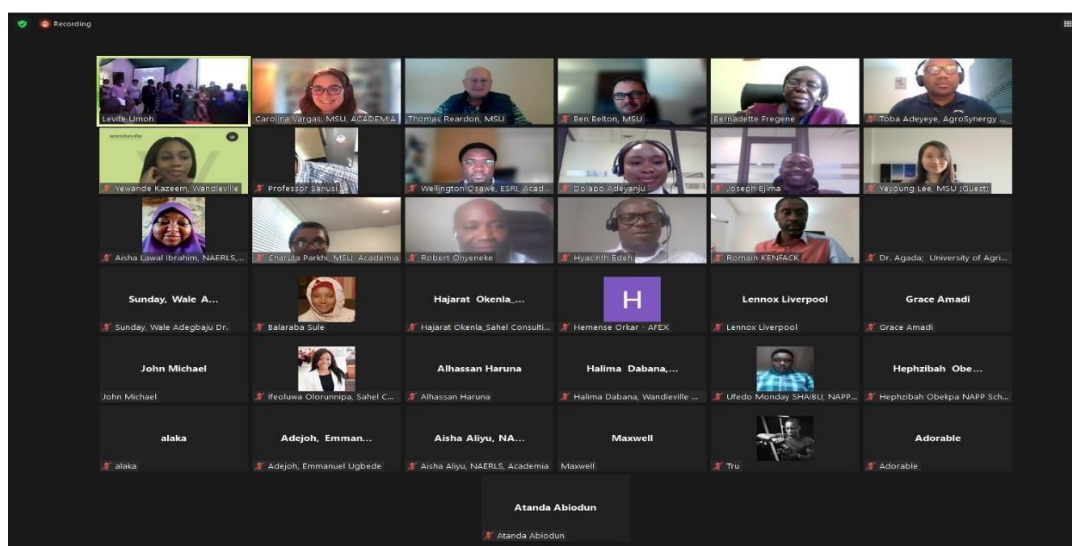 Recording
Levite Umoh
Carolina Vargas, MSU, ACADEMIA
Thomas Reardon, MSU
Ben Belton, MSU
Bernadette Fregene
Toba Adeyeye, AgroSynergy ...
wandieville
Yewande Kazeem, Wandieville
Professor Sanusi
Wellington Osawe, ESRI, Acad...
Dolapo Adeyanju
Joseph Ejima
Yeyoung Lee, MSU (Guest)
Aisha Lawal Ibrahim, NAERLS,...
Charuta Parkhi, MSU, Academia
Robert Onyeneke
Hyacinth Edeh
Romain KENFACK
Dr. Agada; University of Agri...
Sunday, Wale A...
Sunday, Wale Adegbaju Dr.
Balaraba Sule
Hajarat Okenla_...
Hajarat Okenla_Sahel Consulti...
H
Hemense Orkar - AFEX
Lennox Liverpool
Lennox Liverpool
Grace Amadi
Grace Amadi
John Michael
John Michael
Ifeoluwa Olorunnipa, Sahel C...
Alhassan Haruna
Alhassan Haruna
Halima Dabana,...
Halima Dabana, Wandieville ...
Ufedo Monday SHAIBU, NAPP...
Hephzibah Obe...
Hephzibah Obekpa NAPP Sch...
alaka
alaka
Adejoh, Emman...
Adejoh, Emmanuel Ugbede
Aisha Aliyu, NA...
Aisha Aliyu, NAERLS, Academia
Maxwell
Maxwell
Tru
Adorable
Adorable
Atanda Abiodun
Atanda Abiodun